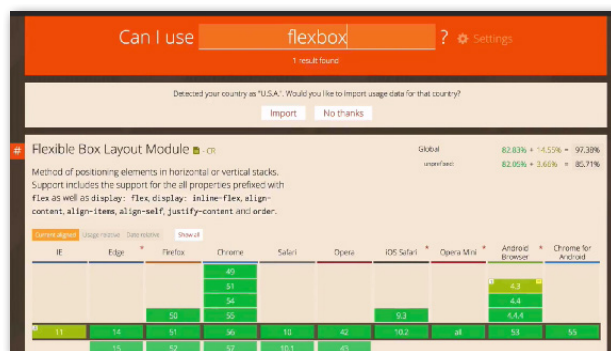 Can I use flexbox ? Settings
1 result found
Detected your country as "U.S.A.". Would you like to import usage data for that country?
Import No thanks
# Flexible Box Layout Module - CR
Global 82.83% + 14.55% = 97.38%
unprefixed: 82.05% + 3.66% = 85.71%
Method of positioning elements in horizontal or vertical stacks.
Support includes the support for the all properties prefixed with
flex as well as display: flex, display: inline-flex, align-
content, align-items, align-self, justify-content and order.
Current aligned Usage relative Date relative Show all
IE Edge * Firefox Chrome Safari Opera iOS Safari * Opera Mini * Android Browser * Chrome for Android
49
51 4.3
54 4.4
50 55 9.3 4.4.4
11 14 51 56 10 42 10.2 all 53 55
15 52 57 10.1 43